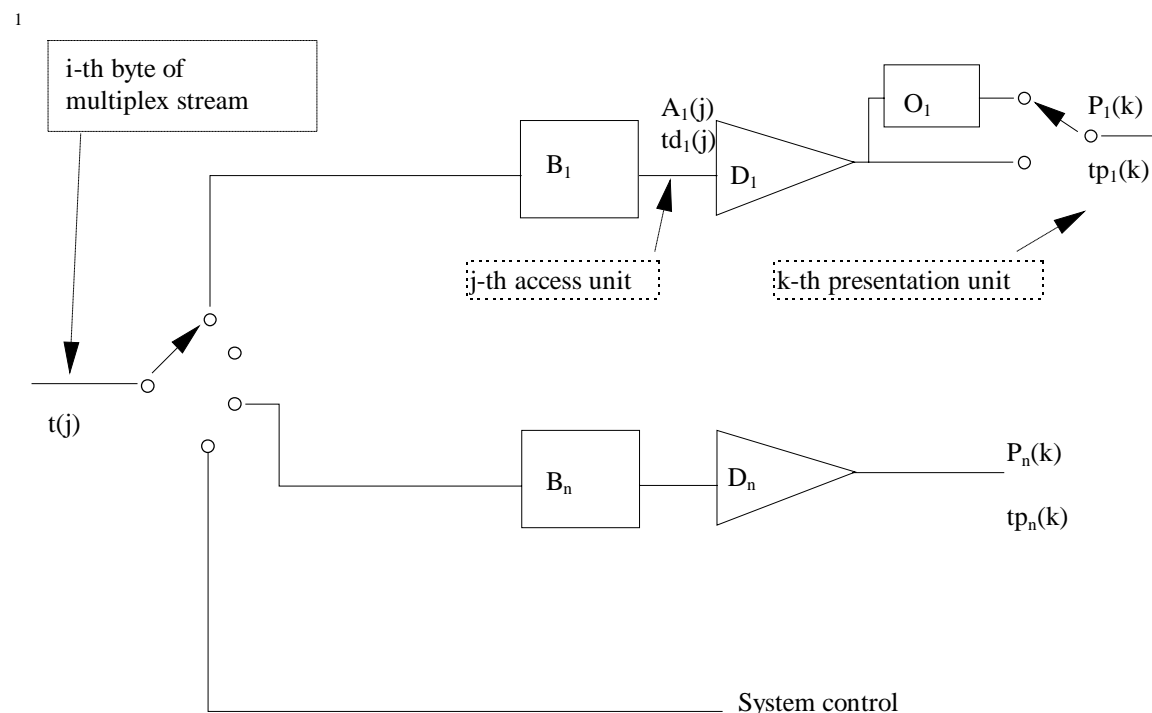 1
i-th byte of
multiplex stream
A₁(j)
td₁(j)
B₁
D₁
O₁
P₁(k)
tp₁(k)
j-th access unit
k-th presentation unit
t(j)
Bₙ
Dₙ
Pₙ(k)
tpₙ(k)
System control